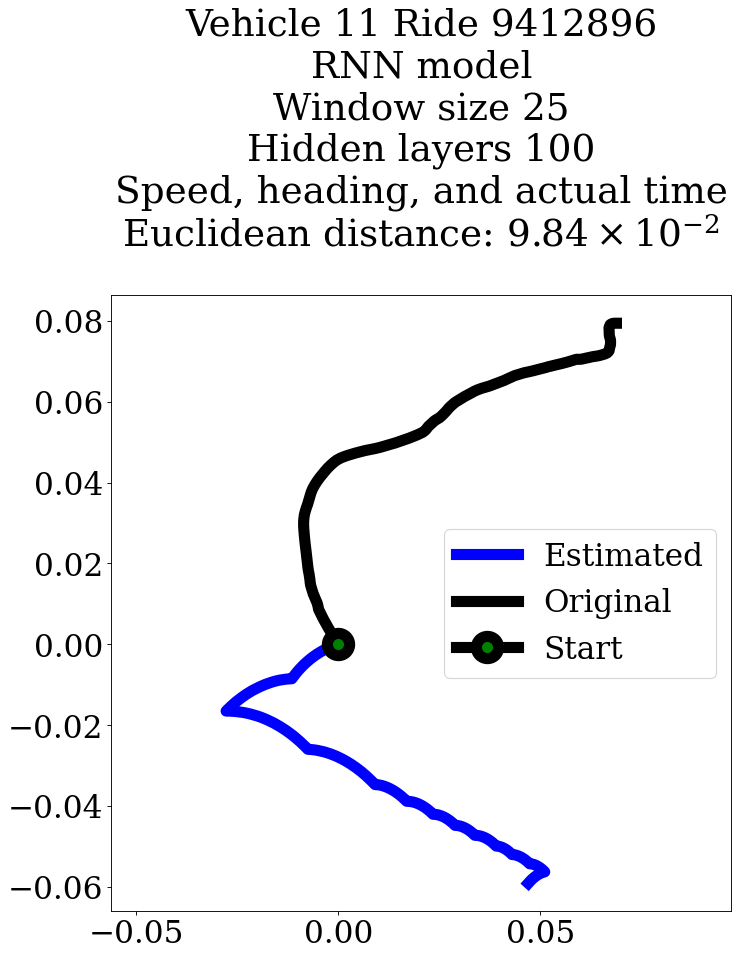 Vehicle 11 Ride 9412896
RNN model
Window size 25
Hidden layers 100
Speed, heading, and actual time
Euclidean distance: 9.84 × 10⁻²
0.08
0.06
0.04
0.02
0.00
−0.02
−0.04
−0.06
Estimated
Original
Start
−0.05 0.00 0.05